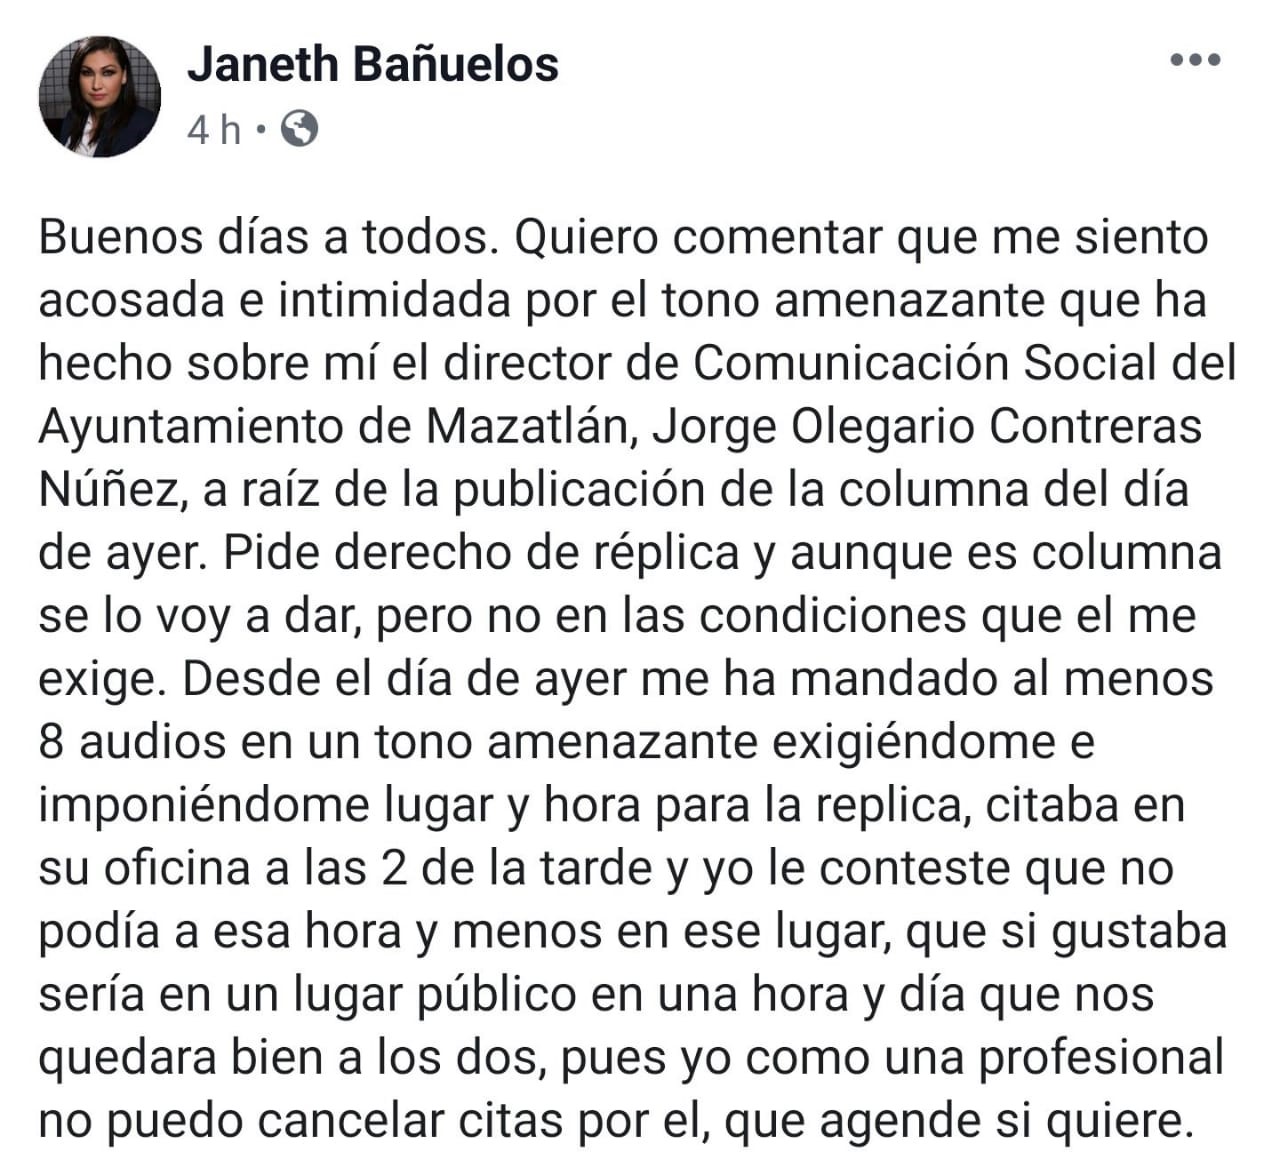 Janeth Bañuelos
4 h •
Buenos días a todos. Quiero comentar que me siento
acosada e intimidada por el tono amenazante que ha
hecho sobre mí el director de Comunicación Social del
Ayuntamiento de Mazatlán, Jorge Olegario Contreras
Núñez, a raíz de la publicación de la columna del día
de ayer. Pide derecho de réplica y aunque es columna
se lo voy a dar, pero no en las condiciones que el me
exige. Desde el día de ayer me ha mandado al menos
8 audios en un tono amenazante exigiéndome e
imponiéndome lugar y hora para la replica, citaba en
su oficina a las 2 de la tarde y yo le conteste que no
podía a esa hora y menos en ese lugar, que si gustaba
sería en un lugar público en una hora y día que nos
quedara bien a los dos, pues yo como una profesional
no puedo cancelar citas por el, que agende si quiere.